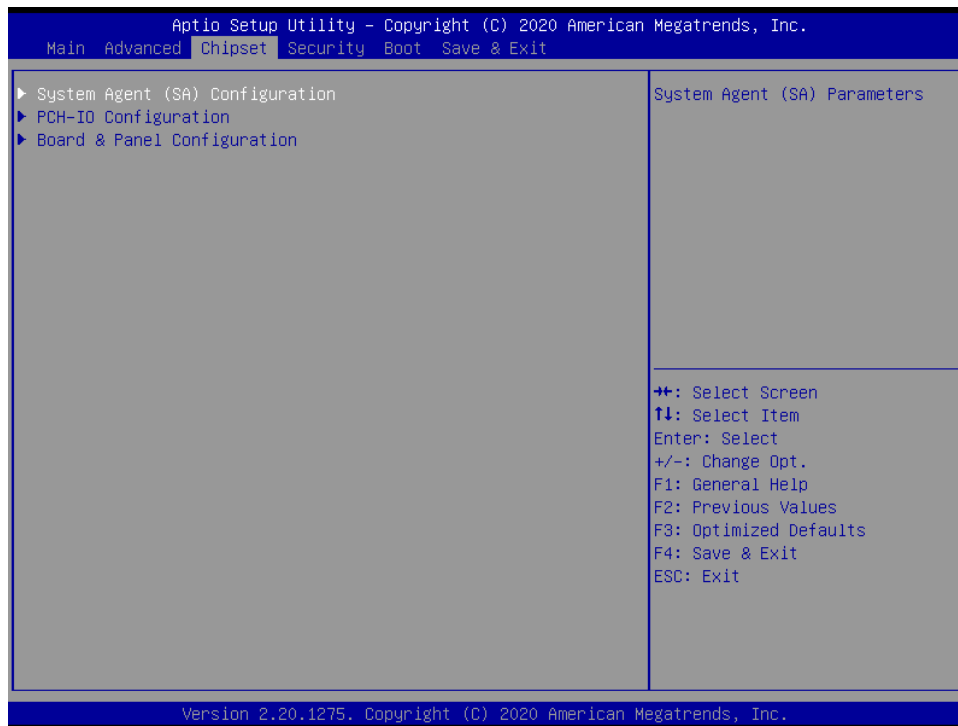 Aptio Setup Utility – Copyright (C) 2020 American Megatrends, Inc.
Main Advanced Chipset Security Boot Save & Exit
▶ System Agent (SA) Configuration
▶ PCH-IO Configuration
▶ Board & Panel Configuration
System Agent (SA) Parameters
→←: Select Screen
↑↓: Select Item
Enter: Select
+/-: Change Opt.
F1: General Help
F2: Previous Values
F3: Optimized Defaults
F4: Save & Exit
ESC: Exit
Version 2.20.1275. Copyright (C) 2020 American Megatrends, Inc.